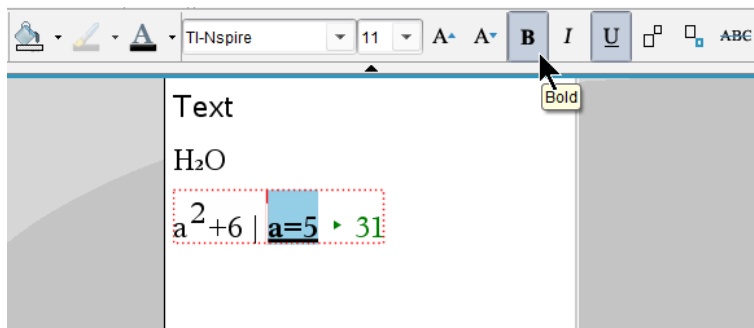 TI-Nspire 11 A A B I U ABC
Bold
Text
H₂O
a²+6 | a=5 ▸ 31